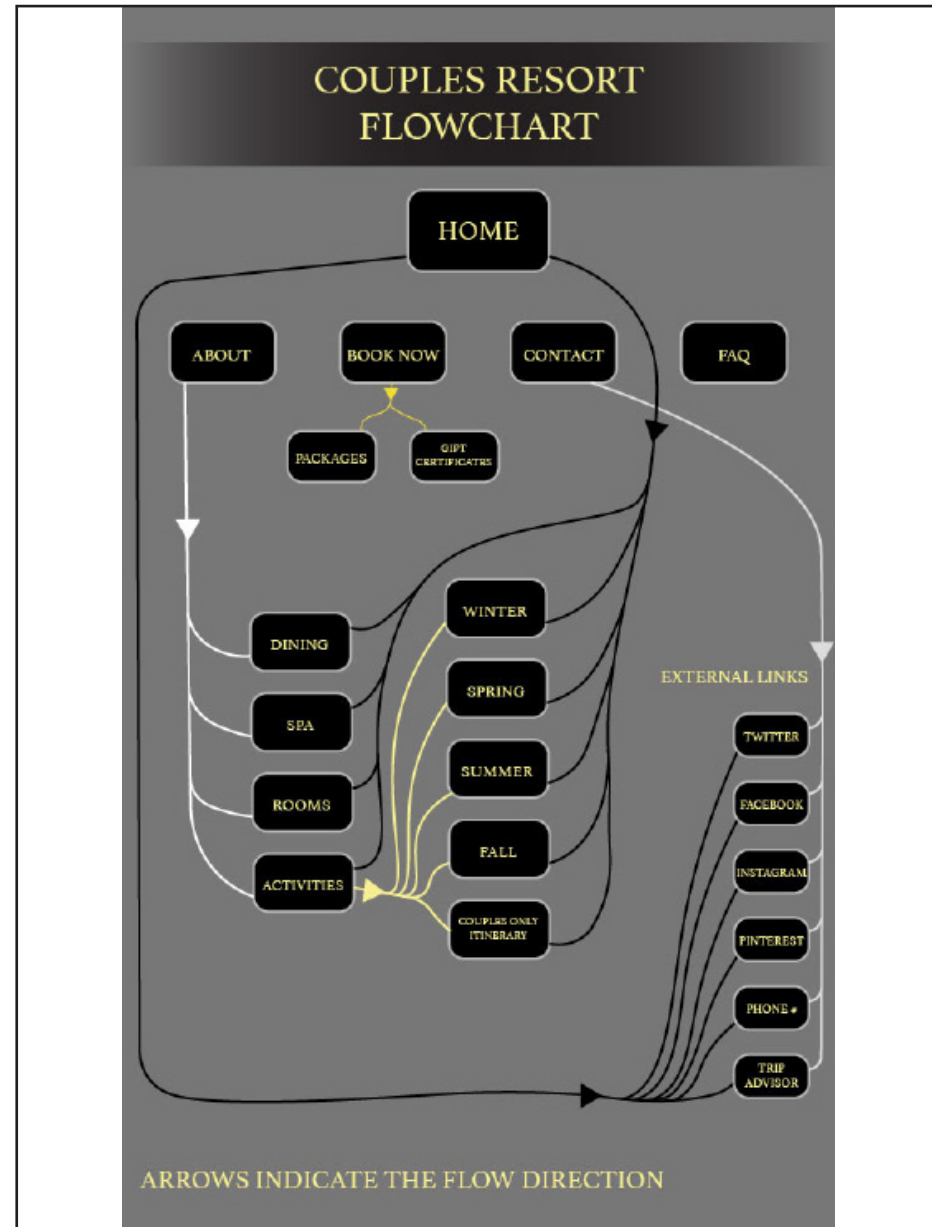 COUPLES RESORT
FLOWCHART
HOME
ABOUT
BOOK NOW
CONTACT
FAQ
PACKAGES
GIFT
CERTIFICATES
DINING
SPA
ROOMS
ACTIVITIES
WINTER
SPRING
SUMMER
FALL
COUPLES ONLY
ITINERARY
EXTERNAL LINKS
TWITTER
FACEBOOK
INSTAGRAM
PINTEREST
PHONE #
TRIP
ADVISOR
ARROWS INDICATE THE FLOW DIRECTION